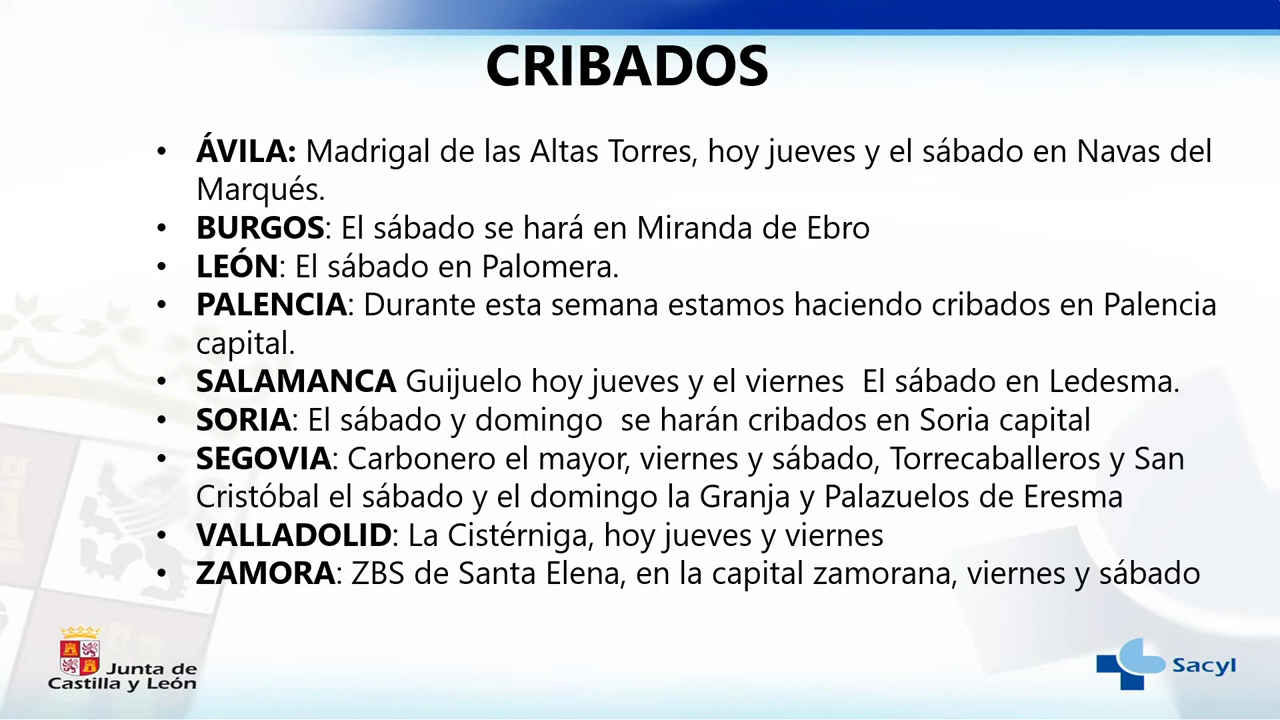 CRIBADOS
• ÁVILA: Madrigal de las Altas Torres, hoy jueves y el sábado en Navas del
Marqués.
• BURGOS: El sábado se hará en Miranda de Ebro
• LEÓN: El sábado en Palomera.
• PALENCIA: Durante esta semana estamos haciendo cribados en Palencia
capital.
• SALAMANCA Guijuelo hoy jueves y el viernes  El sábado en Ledesma.
• SORIA: El sábado y domingo  se harán cribados en Soria capital
• SEGOVIA: Carbonero el mayor, viernes y sábado, Torrecaballeros y San
Cristóbal el sábado y el domingo la Granja y Palazuelos de Eresma
• VALLADOLID: La Cistérniga, hoy jueves y viernes
• ZAMORA: ZBS de Santa Elena, en la capital zamorana, viernes y sábado
Junta de
Castilla y León
Sacyl